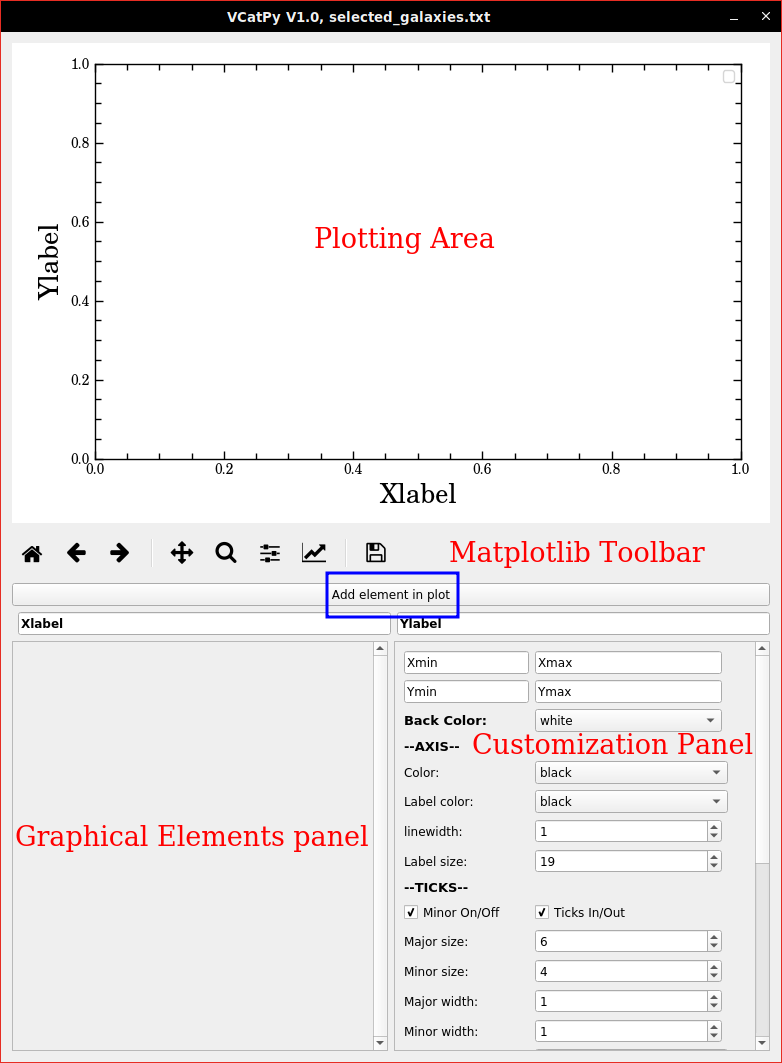 VCatPy V1.0, selected_galaxies.txt
1.0
0.8
0.6
0.4
0.2
0.0
Ylabel
Plotting Area
0.0 0.2 0.4 0.6 0.8 1.0
Xlabel
Matplotlib Toolbar
Add element in plot
Xlabel Ylabel
Xmin Xmax
Ymin Ymax
Back Color: white
--AXIS-- Customization Panel
Color: black
Label color: black
Graphical Elements panel
linewidth: 1
Label size: 19
--TICKS--
Minor On/Off Ticks In/Out
Major size: 6
Minor size: 4
Major width: 1
Minor width: 1